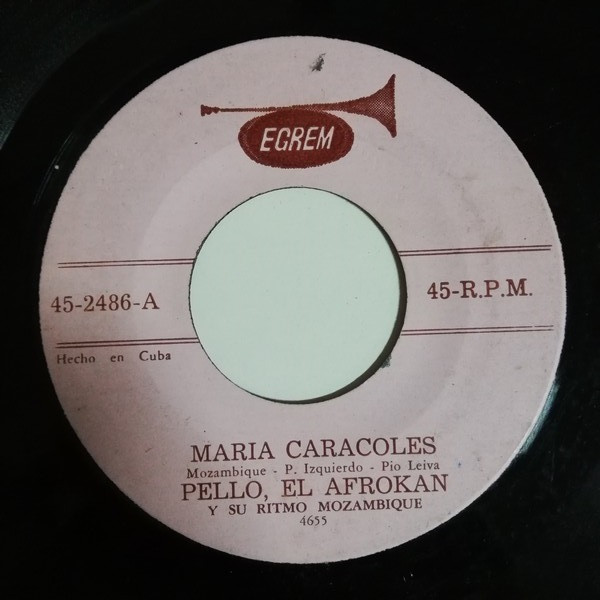 EGREM
45-2486-A
45-R.P.M.
Hecho en Cuba
MARIA CARACOLES
Mozambique - P. Izquierdo - Pio Leiva
PELLO, EL AFROKAN
Y SU RITMO MOZAMBIQUE
4655